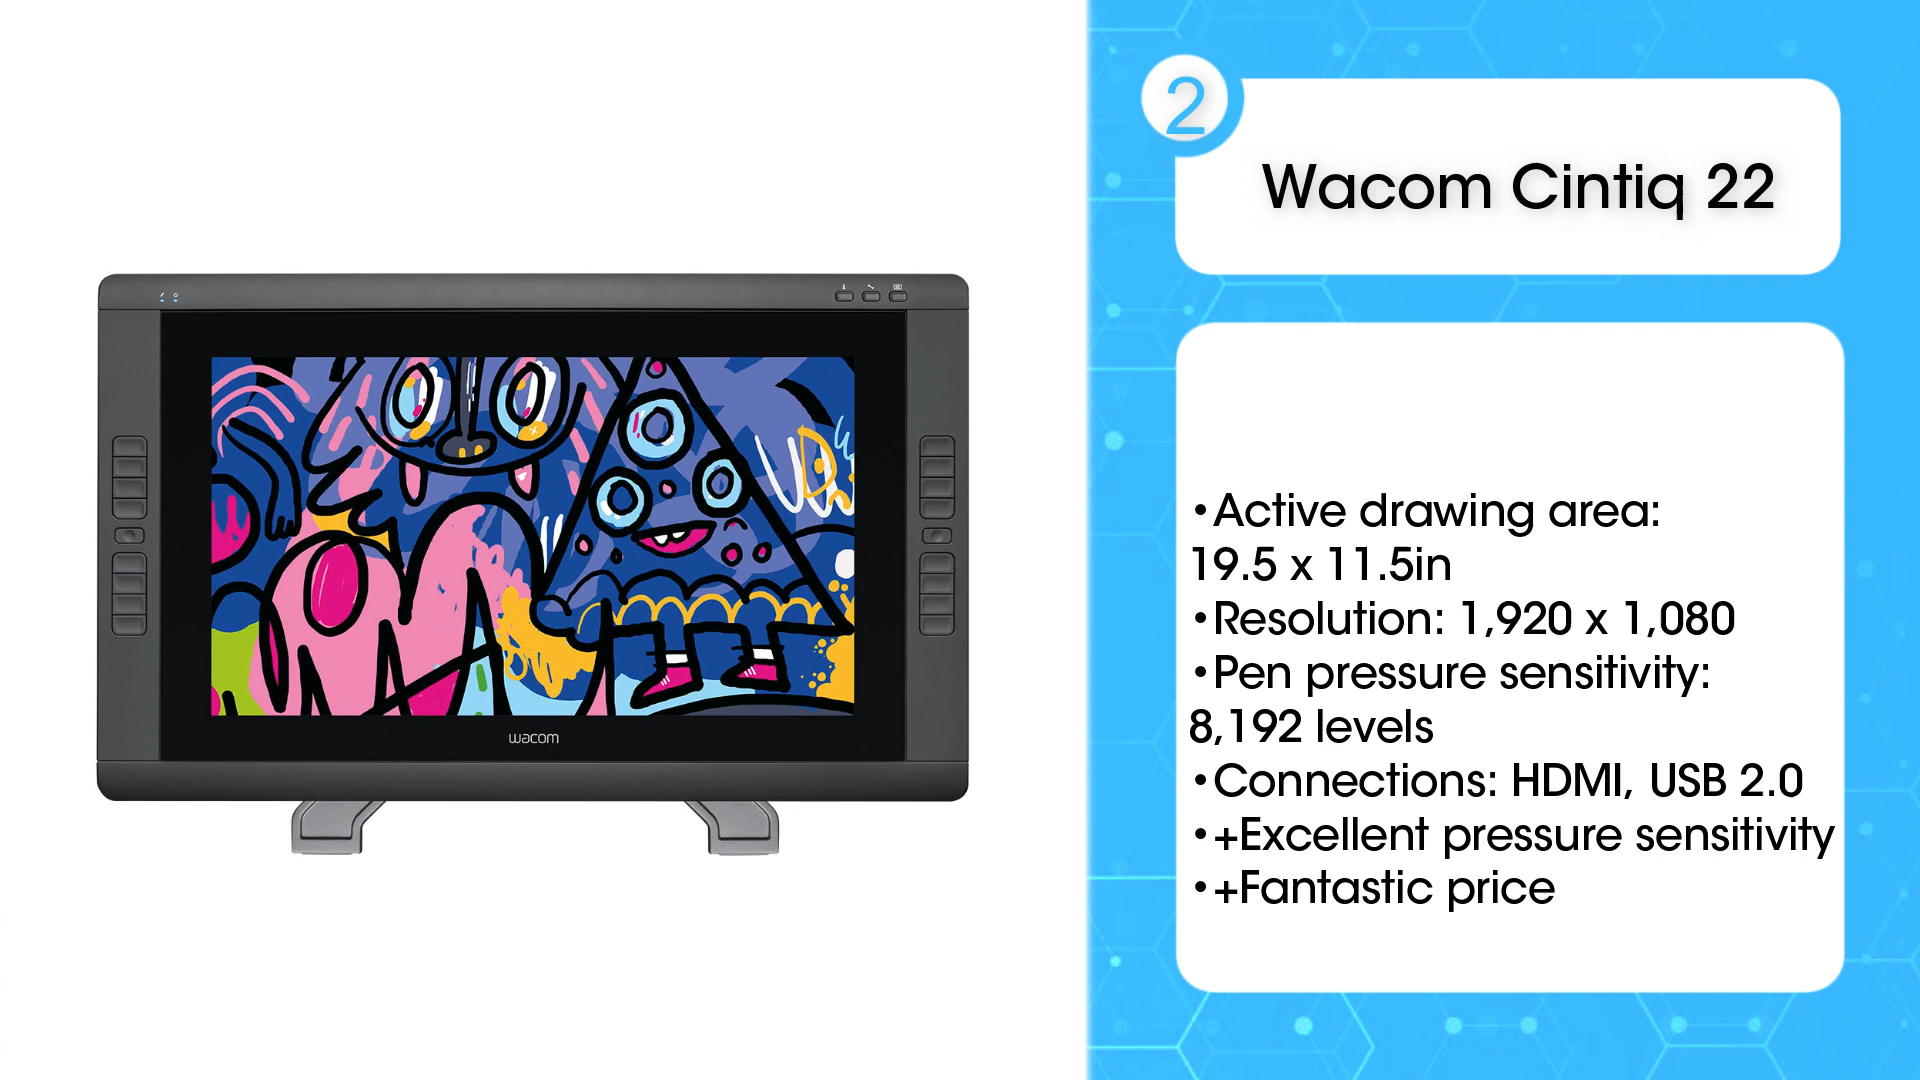 2
Wacom Cintiq 22
wacom
•Active drawing area:
19.5 x 11.5in
•Resolution: 1,920 x 1,080
•Pen pressure sensitivity:
8,192 levels
•Connections: HDMI, USB 2.0
•+Excellent pressure sensitivity
•+Fantastic price